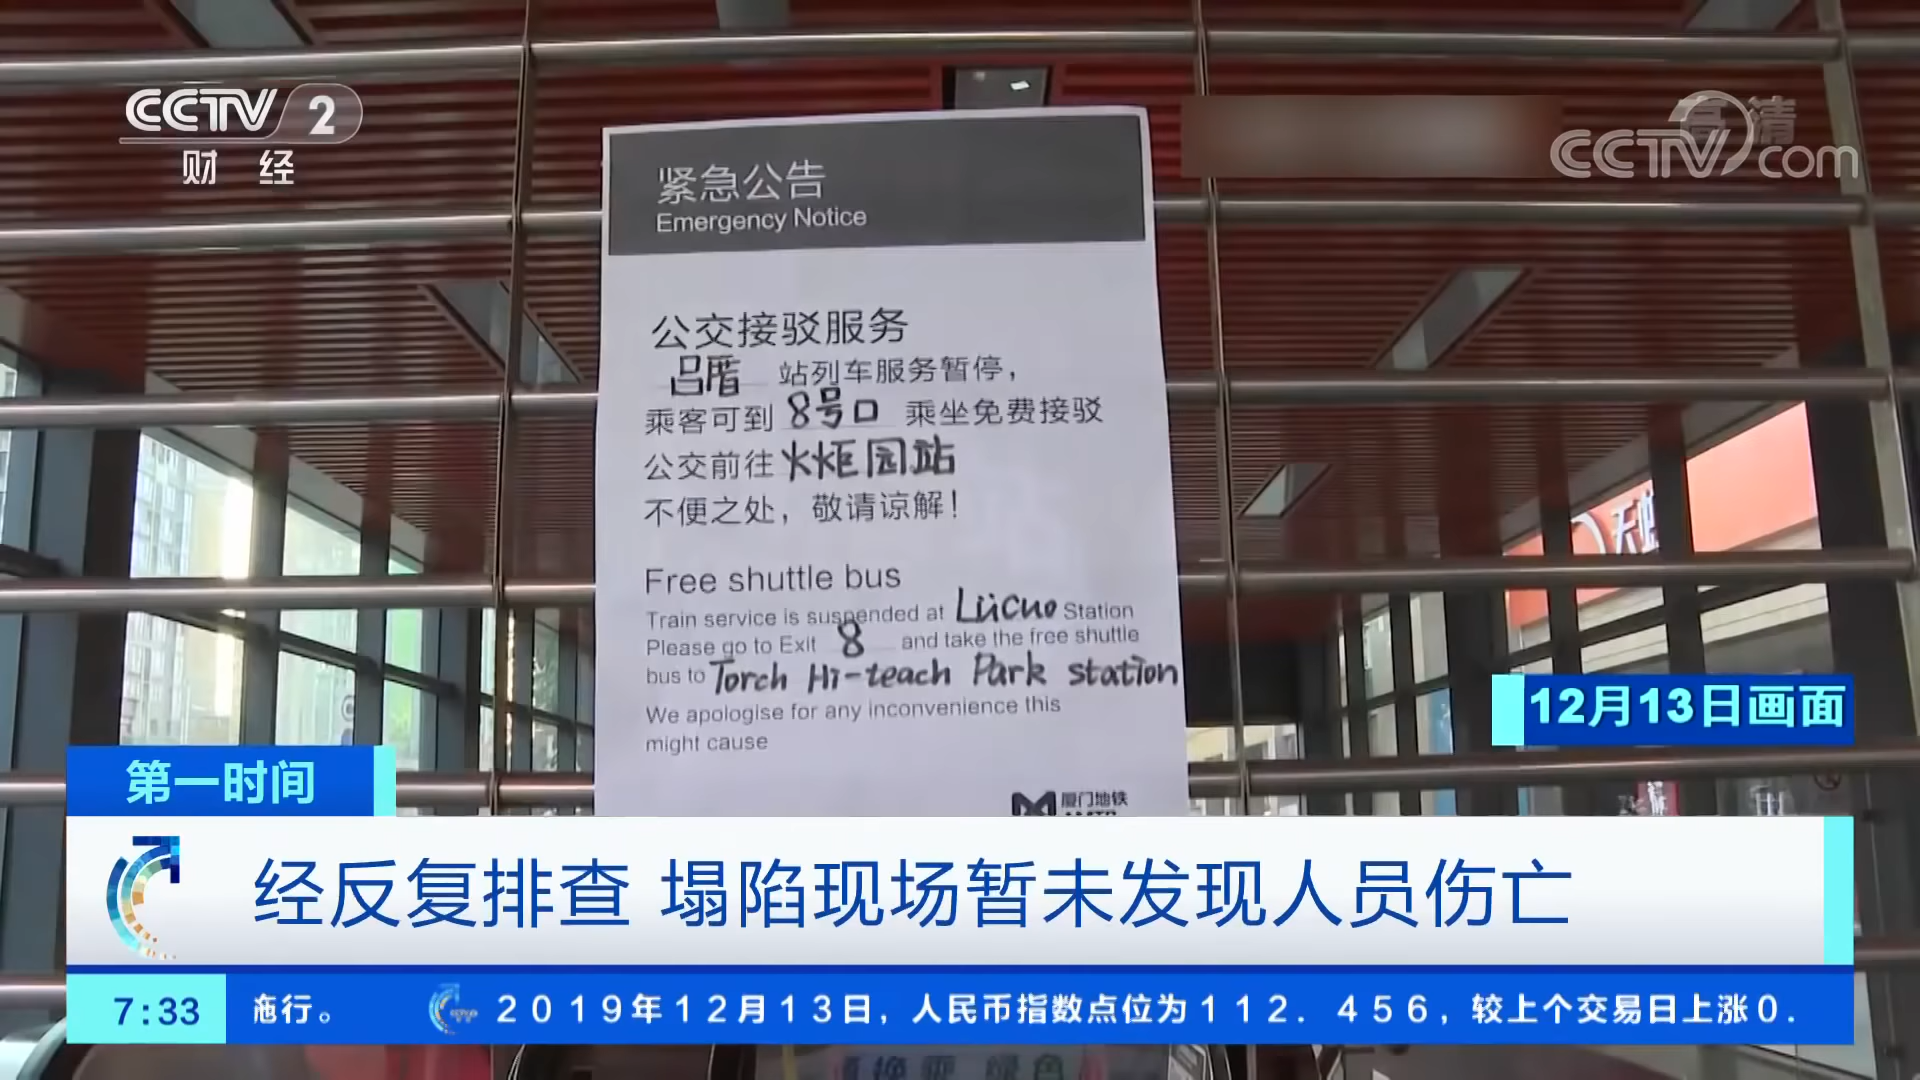 CCTV 2
财经
高清
CCTV.com
紧急公告
Emergency Notice
公交接驳服务
吕厝 站列车服务暂停，
乘客可到 8号口 乘坐免费接驳
公交前往 火炬园站
不便之处，敬请谅解！
Free shuttle bus
Train service is suspended at Lücuo Station
Please go to Exit 8 and take the free shuttle
bus to Torch Hi-teach Park station
We apologise for any inconvenience this
might cause
厦门地铁
12月13日画面
第一时间
经反复排查 塌陷现场暂未发现人员伤亡
7:33
施行。 2019年12月13日，人民币指数点位为112.456，较上个交易日上涨0.